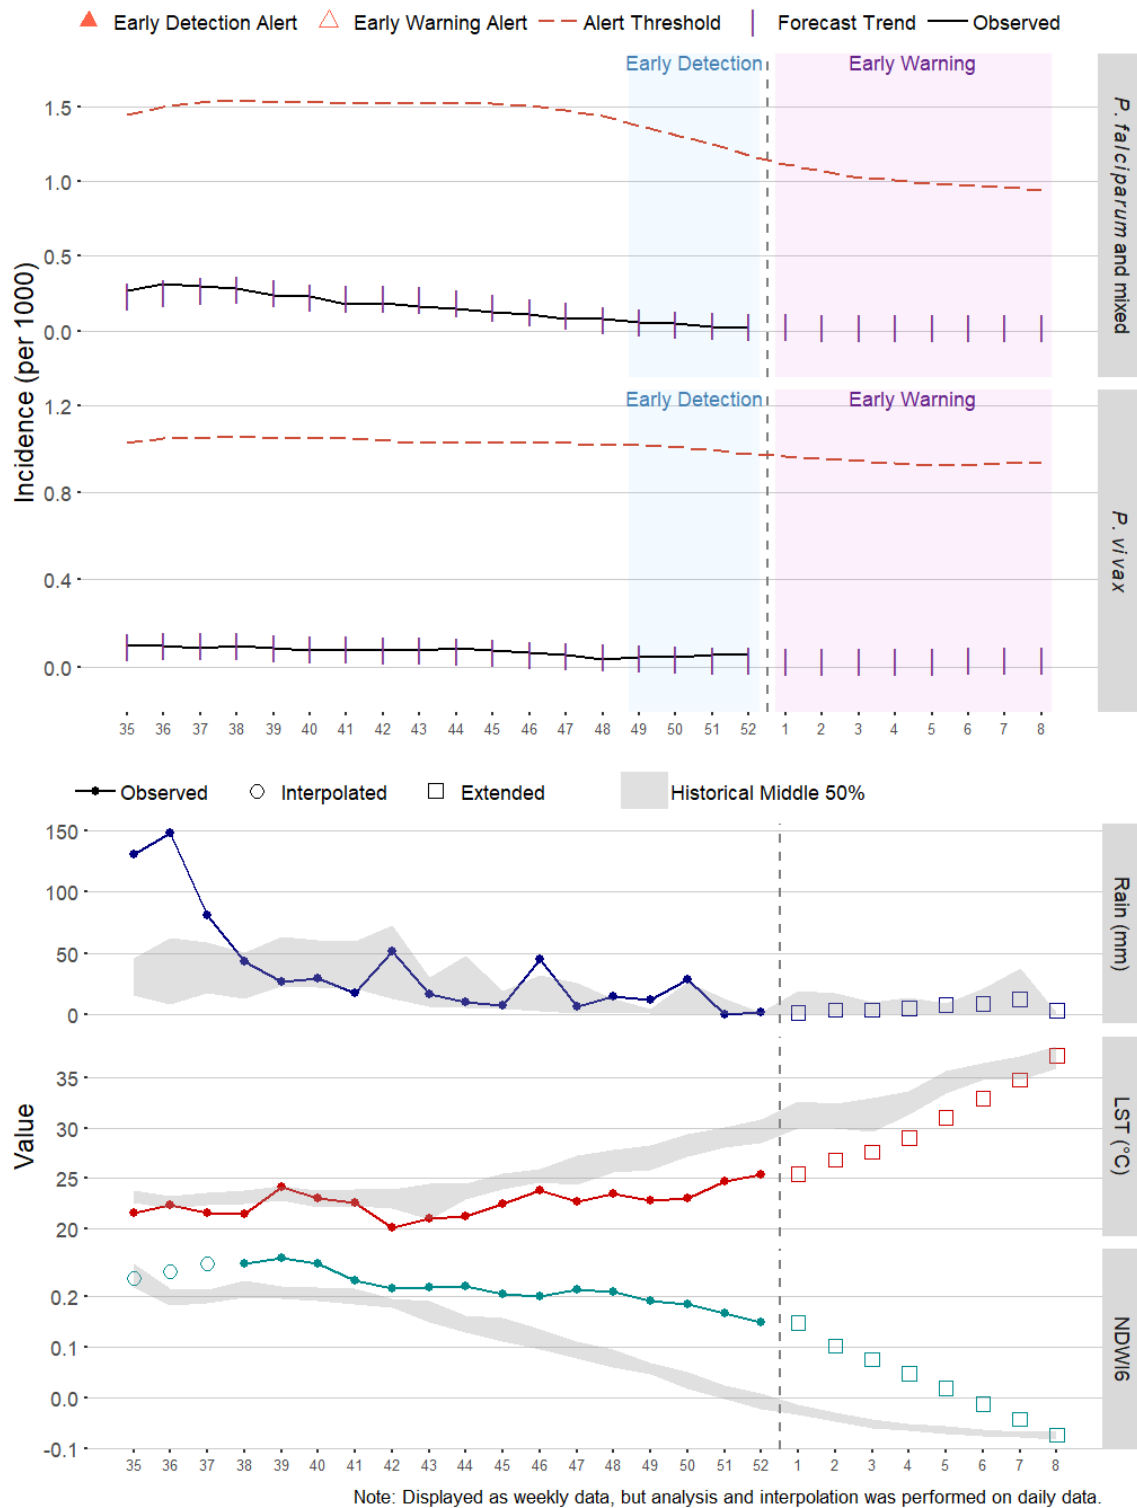 Early Detection Alert Early Warning Alert Alert Threshold Forecast Trend Observed
Early Detection Early Warning
1.5
1.0
0.5
0.0
P. falciparum and mixed
Incidence (per 1000)
Early Detection Early Warning
1.2
0.8
0.4
0.0
P. vivax
35 36 37 38 39 40 41 42 43 44 45 46 47 48 49 50 51 52 1 2 3 4 5 6 7 8
Observed Interpolated Extended Historical Middle 50%
150
100
50
0
Rain (mm)
Value
35
30
25
20
LST (°C)
0.2
0.1
0.0
-0.1
NDWI6
35 36 37 38 39 40 41 42 43 44 45 46 47 48 49 50 51 52 1 2 3 4 5 6 7 8
Note: Displayed as weekly data, but analysis and interpolation was performed on daily data.